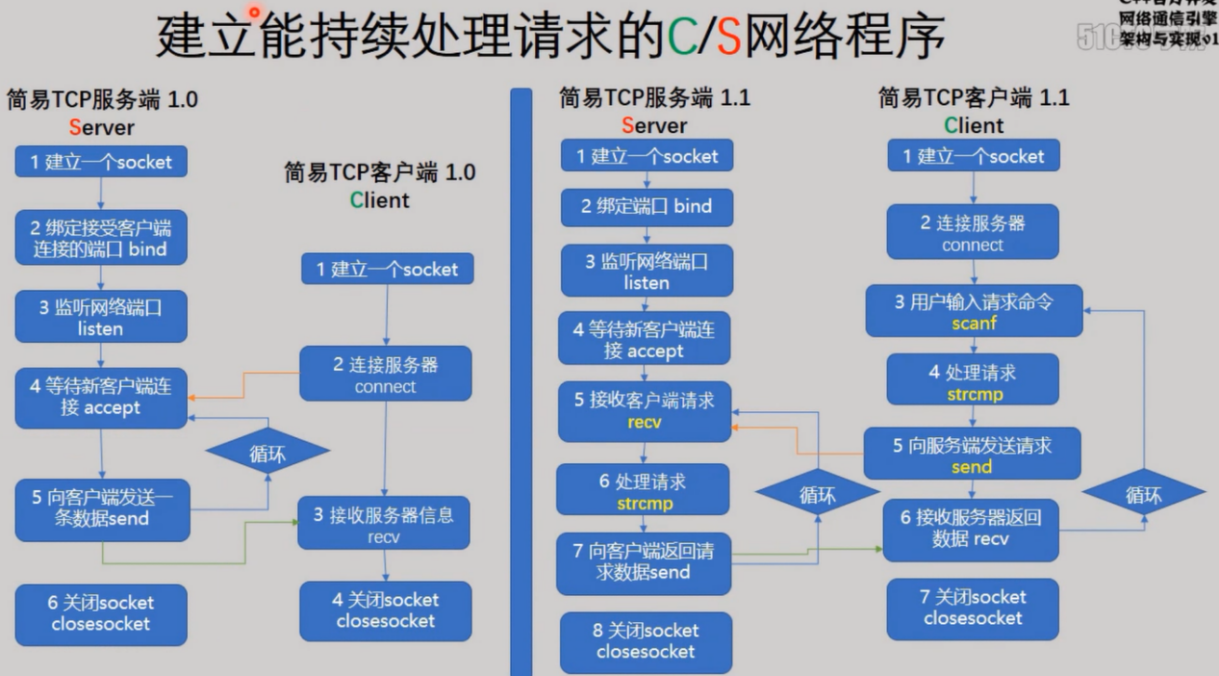 建立能持续处理请求的C/S网络程序
网络通信引擎
架构与实现v1
简易TCP服务端 1.0
Server
1 建立一个socket
2 绑定接受客户端
连接的端口 bind
3 监听网络端口
listen
4 等待新客户端连
接 accept
循环
5 向客户端发送一
条数据send
6 关闭socket
closesocket
简易TCP客户端 1.0
Client
1 建立一个socket
2 连接服务器
connect
3 接收服务器信息
recv
4 关闭socket
closesocket
简易TCP服务端 1.1
Server
1 建立一个socket
2 绑定端口 bind
3 监听网络端口
listen
4 等待新客户端连
接 accept
5 接收客户端请求
recv
6 处理请求
strcmp
循环
7 向客户端返回请
求数据send
8 关闭socket
closesocket
简易TCP客户端 1.1
Client
1 建立一个socket
2 连接服务器
connect
3 用户输入请求命令
scanf
4 处理请求
strcmp
5 向服务端发送请求
send
循环
6 接收服务器返回
数据 recv
7 关闭socket
closesocket